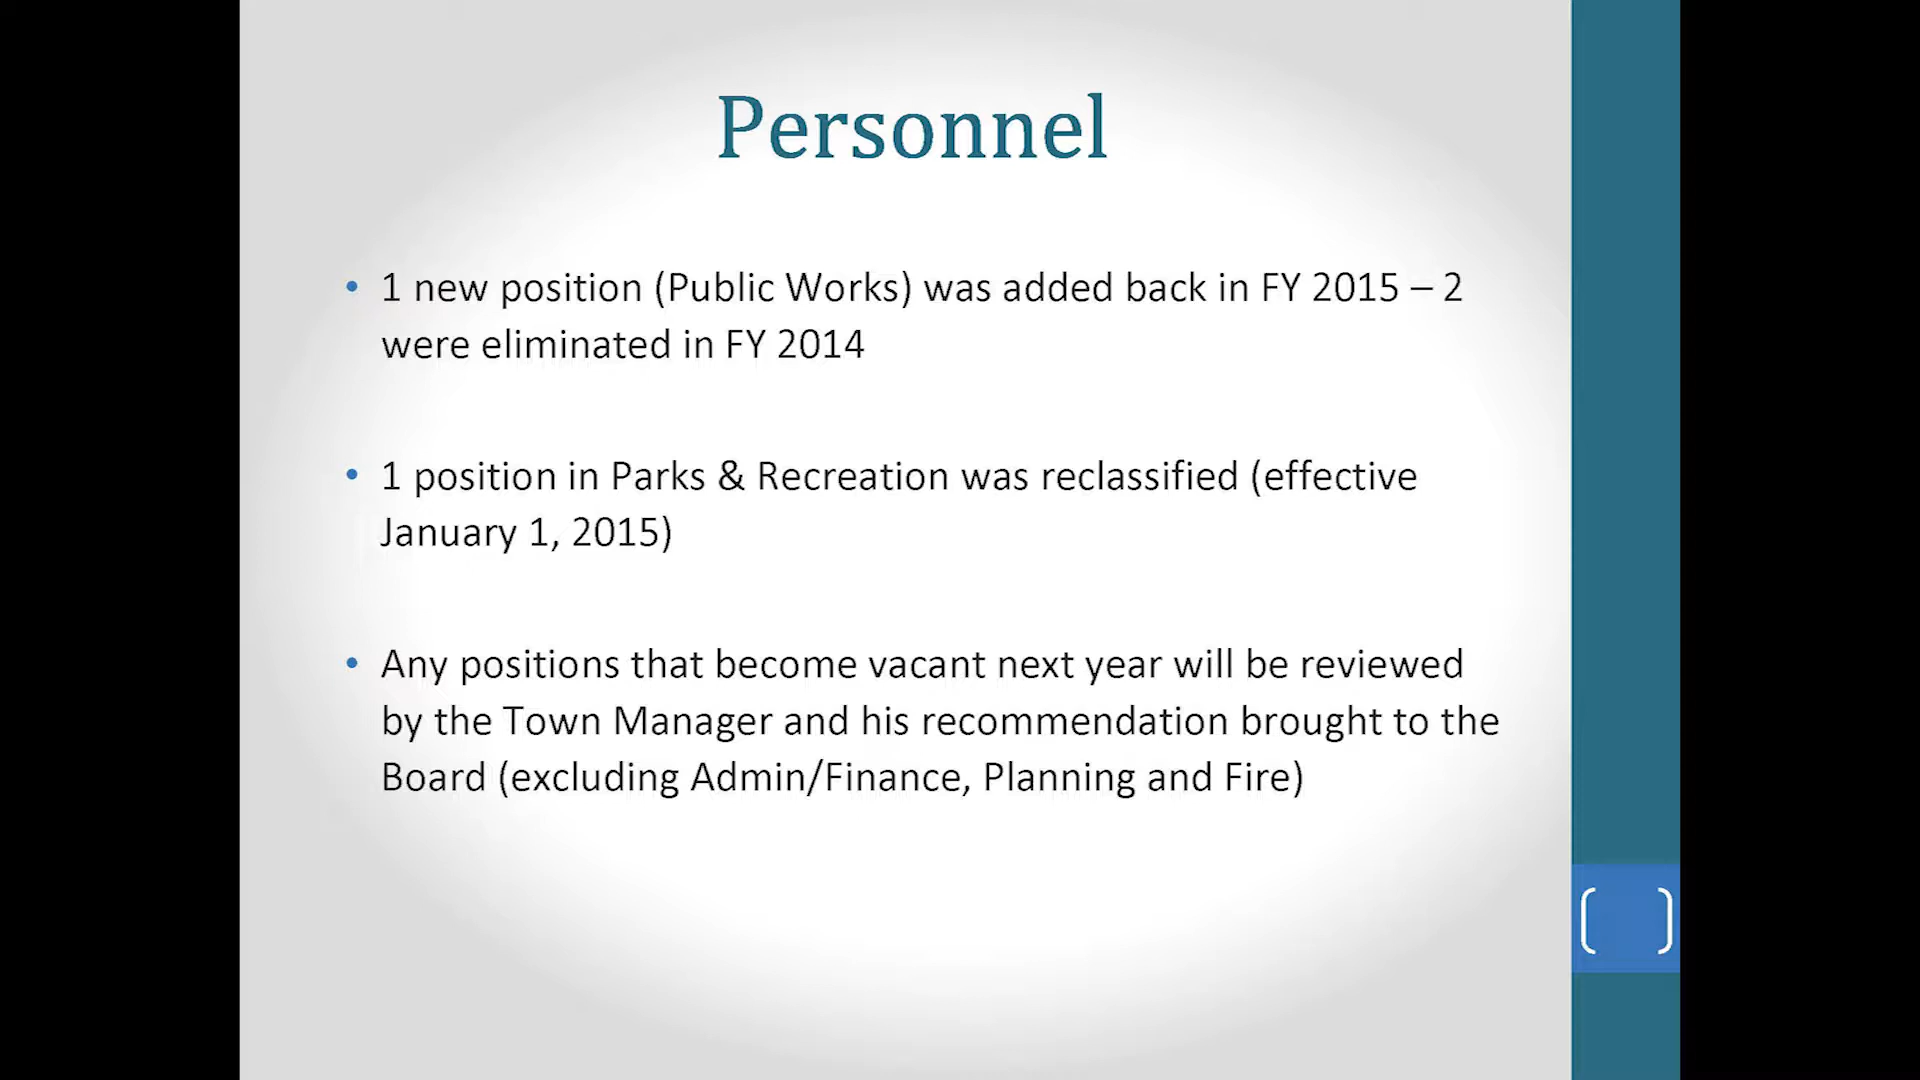 Personnel
• 1 new position (Public Works) was added back in FY 2015 – 2
were eliminated in FY 2014
• 1 position in Parks & Recreation was reclassified (effective
January 1, 2015)
• Any positions that become vacant next year will be reviewed
by the Town Manager and his recommendation brought to the
Board (excluding Admin/Finance, Planning and Fire)